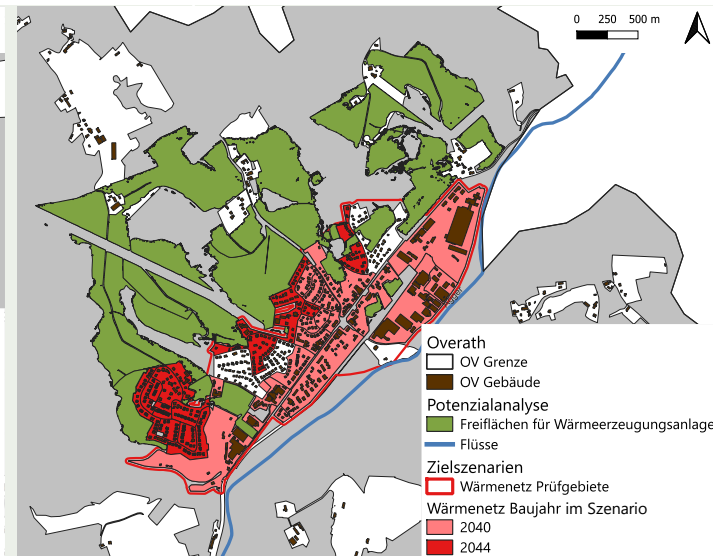 0 250 500 m
Overath
OV Grenze
OV Gebäude
Potenzialanalyse
Freiflächen für Wärmeerzeugungsanlage
Flüsse
Zielszenarien
Wärmenetz Prüfgebiete
Wärmenetz Baujahr im Szenario
2040
2044